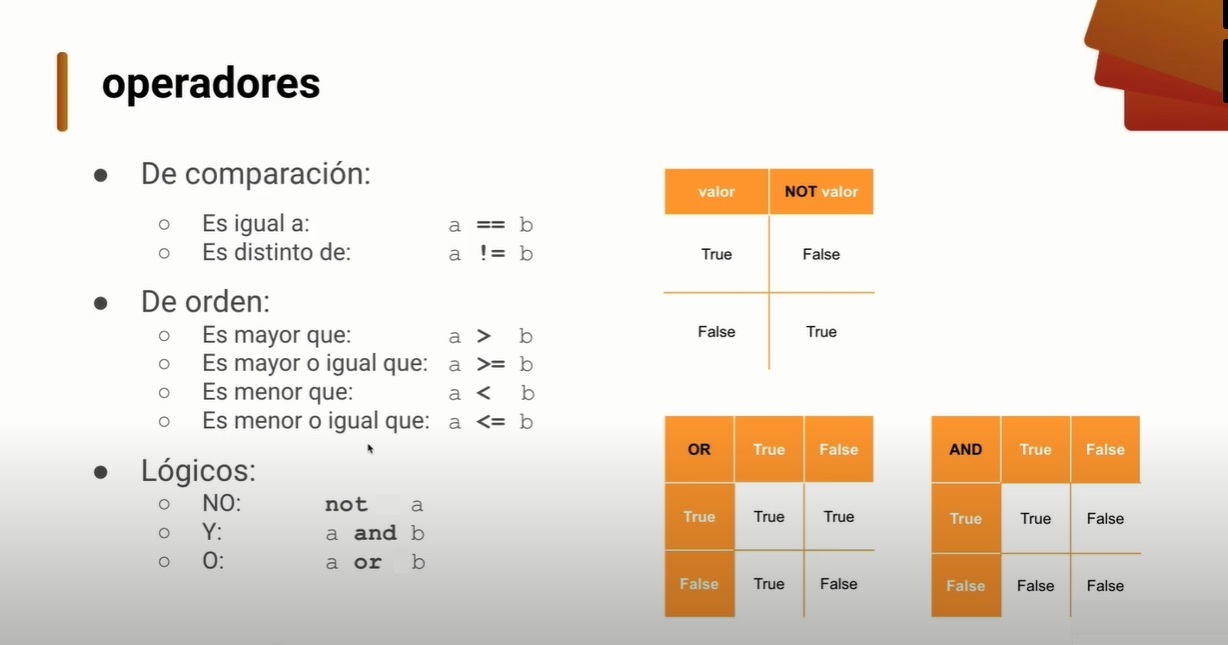 operadores
● De comparación:
○ Es igual a: a == b
○ Es distinto de: a != b
● De orden:
○ Es mayor que: a > b
○ Es mayor o igual que: a >= b
○ Es menor que: a < b
○ Es menor o igual que: a <= b
● Lógicos:
○ NO: not a
○ Y: a and b
○ O: a or b
valor NOT valor
True False
False True
OR True False
True True True
False True False
AND True False
True True False
False False False